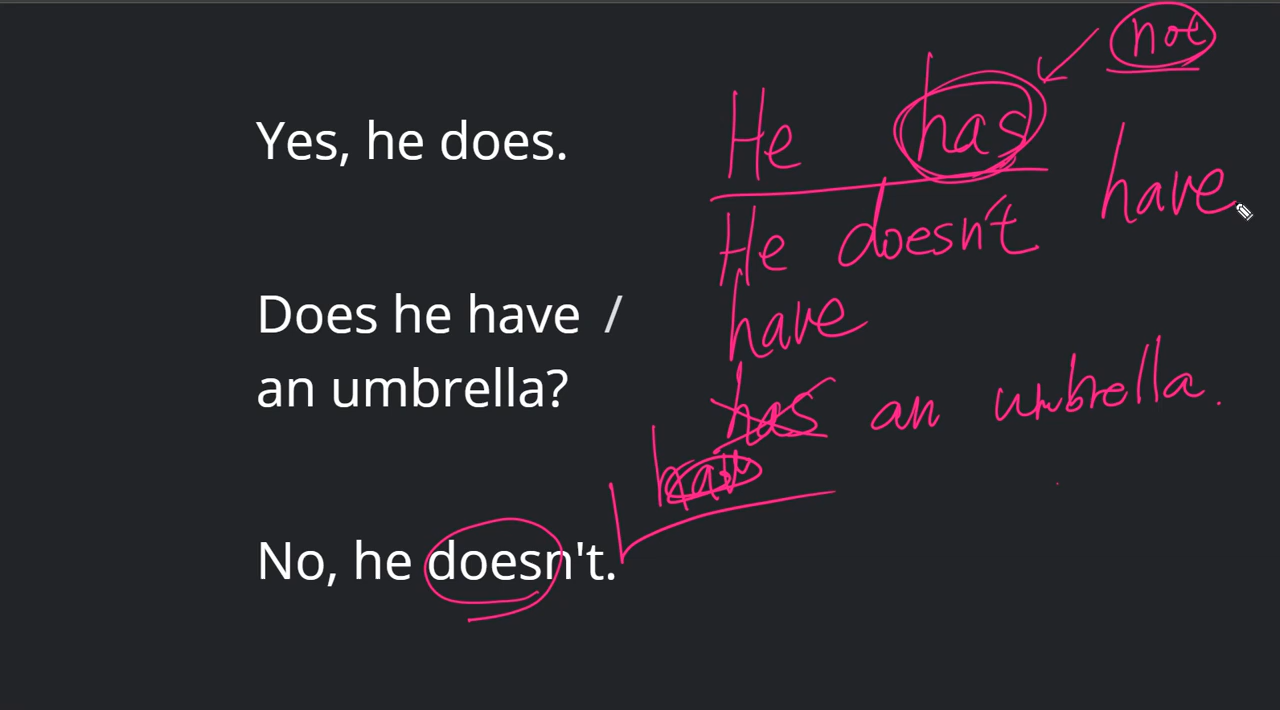 Yes, he does.
Does he have /
an umbrella?
No, he doesn't.
not
He has
have
He doesn't
have
has an umbrella.